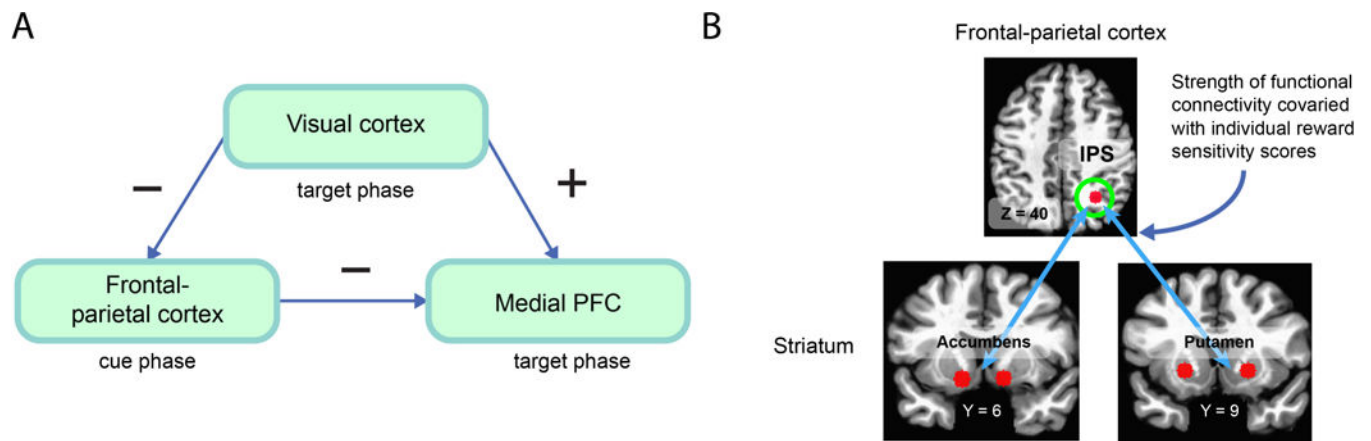 A
Visual cortex
target phase
−
+
Frontal-
parietal cortex
cue phase
−
Medial PFC
target phase
B
Frontal-parietal cortex
Strength of functional
connectivity covaried
with individual reward
sensitivity scores
IPS
Z = 40
Striatum
Accumbens
Y = 6
Putamen
Y = 9